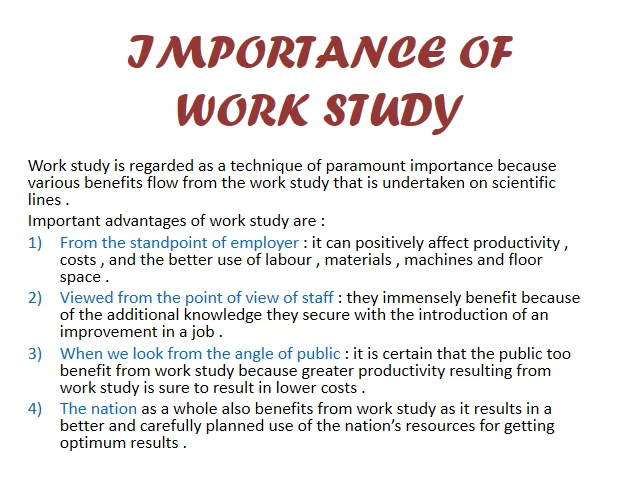 IMPORTANCE OF
WORK STUDY
Work study is regarded as a technique of paramount importance because
various benefits flow from the work study that is undertaken on scientific
lines .
Important advantages of work study are :
1) From the standpoint of employer : it can positively affect productivity ,
costs , and the better use of labour , materials , machines and floor
space .
2) Viewed from the point of view of staff : they immensely benefit because
of the additional knowledge they secure with the introduction of an
improvement in a job .
3) When we look from the angle of public : it is certain that the public too
benefit from work study because greater productivity resulting from
work study is sure to result in lower costs .
4) The nation as a whole also benefits from work study as it results in a
better and carefully planned use of the nation’s resources for getting
optimum results .